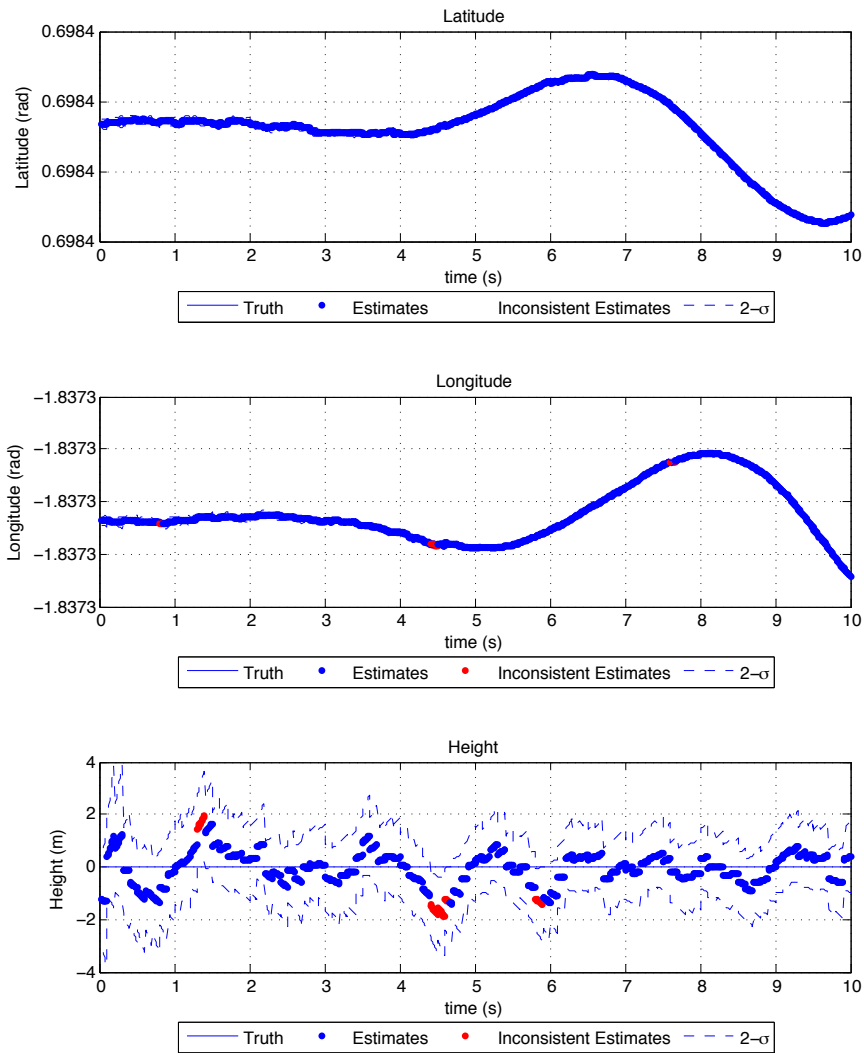 Latitude
0.6984
0.6984
0.6984
0.6984
Latitude (rad)
0 1 2 3 4 5 6 7 8 9 10
time (s)
Truth Estimates Inconsistent Estimates 2−σ
Longitude
−1.8373
−1.8373
−1.8373
−1.8373
−1.8373
Longitude (rad)
0 1 2 3 4 5 6 7 8 9 10
time (s)
Truth Estimates Inconsistent Estimates 2−σ
Height
4
2
0
−2
−4
Height (m)
0 1 2 3 4 5 6 7 8 9 10
time (s)
Truth Estimates Inconsistent Estimates 2−σ